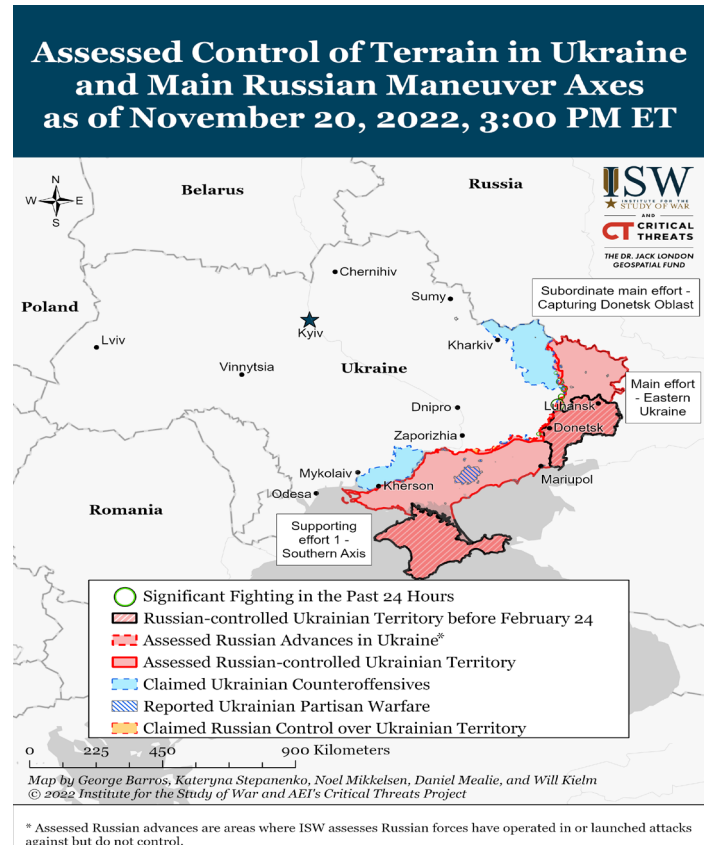 Assessed Control of Terrain in Ukraine
and Main Russian Maneuver Axes
as of November 20, 2022, 3:00 PM ET
N
W E
S
Belarus
Russia
ISW
INSTITUTE FOR THE
STUDY OF WAR
AND
CT CRITICAL
THREATS
THE DR. JACK LONDON
GEOSPATIAL FUND
Chernihiv
Subordinate main effort -
Capturing Donetsk Oblast
Sumy
Poland
Kyiv
Lviv
Kharkiv
Vinnytsia
Ukraine
Main effort
- Eastern
Ukraine
Luhansk
Dnipro
Donetsk
Zaporizhia
Mykolaiv
Mariupol
Kherson
Odesa
Romania
Supporting
effort 1 -
Southern Axis
Significant Fighting in the Past 24 Hours
Russian-controlled Ukrainian Territory before February 24
Assessed Russian Advances in Ukraine*
Assessed Russian-controlled Ukrainian Territory
Claimed Ukrainian Counteroffensives
Reported Ukrainian Partisan Warfare
Claimed Russian Control over Ukrainian Territory
0 225 450 900 Kilometers
Map by George Barros, Kateryna Stepanenko, Noel Mikkelsen, Daniel Mealie, and Will Kielm
© 2022 Institute for the Study of War and AEI's Critical Threats Project
* Assessed Russian advances are areas where ISW assesses Russian forces have operated in or launched attacks
against but do not control.